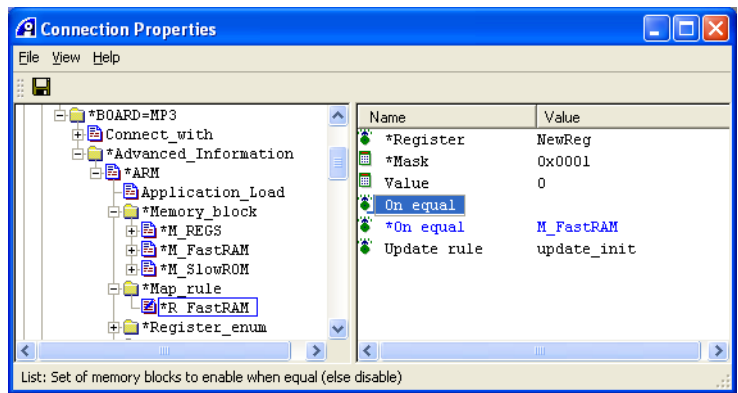 Connection Properties
File View Help
*BOARD=MP3
Connect_with
*Advanced_Information
*ARM
Application_Load
*Memory_block
*M_REGS
*M_FastRAM
*M_SlowROM
*Map_rule
*R_FastRAM
*Register_enum
Name Value
*Register NewReg
*Mask 0x0001
Value 0
On equal
*On equal M_FastRAM
Update rule update_init
List: Set of memory blocks to enable when equal (else disable)